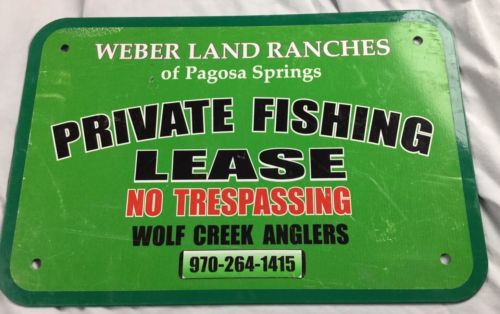 WEBER LAND RANCHES
of Pagosa Springs
PRIVATE FISHING
LEASE
NO TRESPASSING
WOLF CREEK ANGLERS
970-264-1415